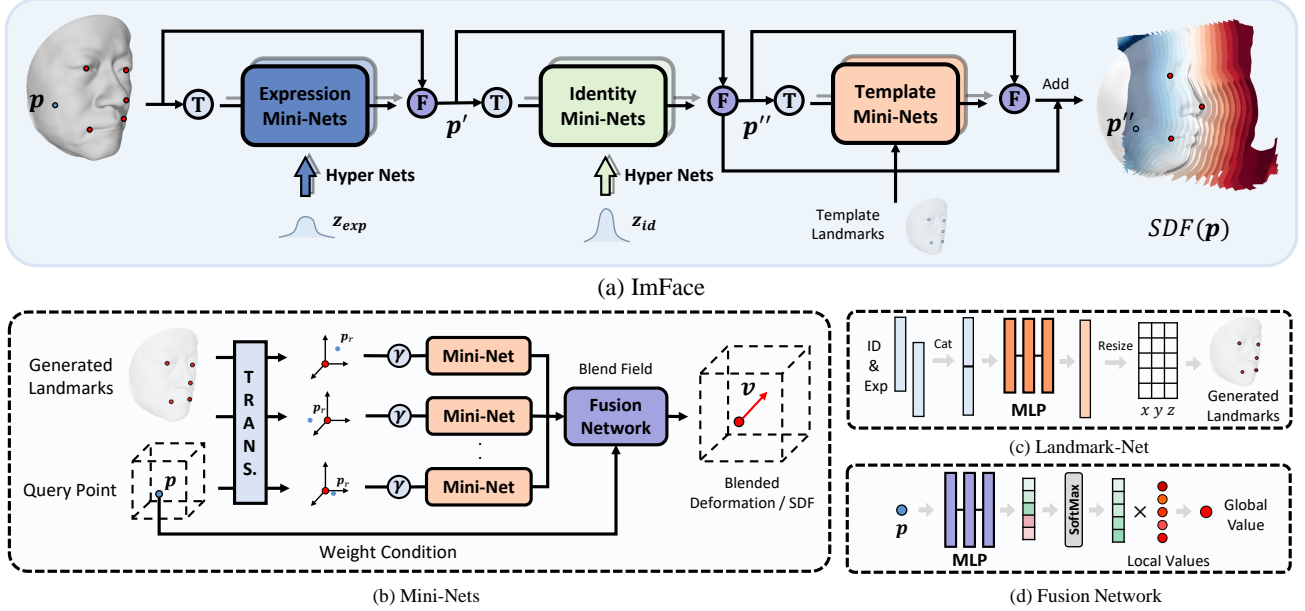 p
T
Expression
Mini-Nets
F
p'
T
Identity
Mini-Nets
F
p''
T
Template
Mini-Nets
F
Add
p''
Hyper Nets
z_exp
Hyper Nets
z_id
Template
Landmarks
SDF(p)
(a) ImFace
Generated
Landmarks
Query Point
p
TRANS.
p_r
γ
Mini-Net
p_r
γ
Mini-Net
.
.
p_r
γ
Mini-Net
Blend Field
Fusion
Network
v
Blended
Deformation / SDF
Weight Condition
(b) Mini-Nets
ID
&
Exp
Cat
MLP
Resize
x y z
Generated
Landmarks
(c) Landmark-Net
p
MLP
SoftMax
×
Local Values
Global
Value
(d) Fusion Network